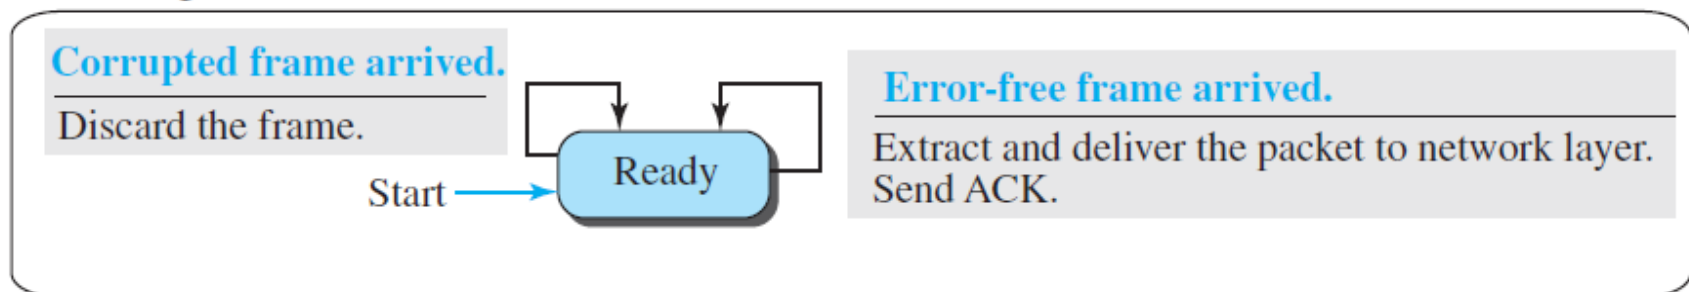 Corrupted frame arrived.
Discard the frame.
Start
Ready
Error-free frame arrived.
Extract and deliver the packet to network layer.
Send ACK.